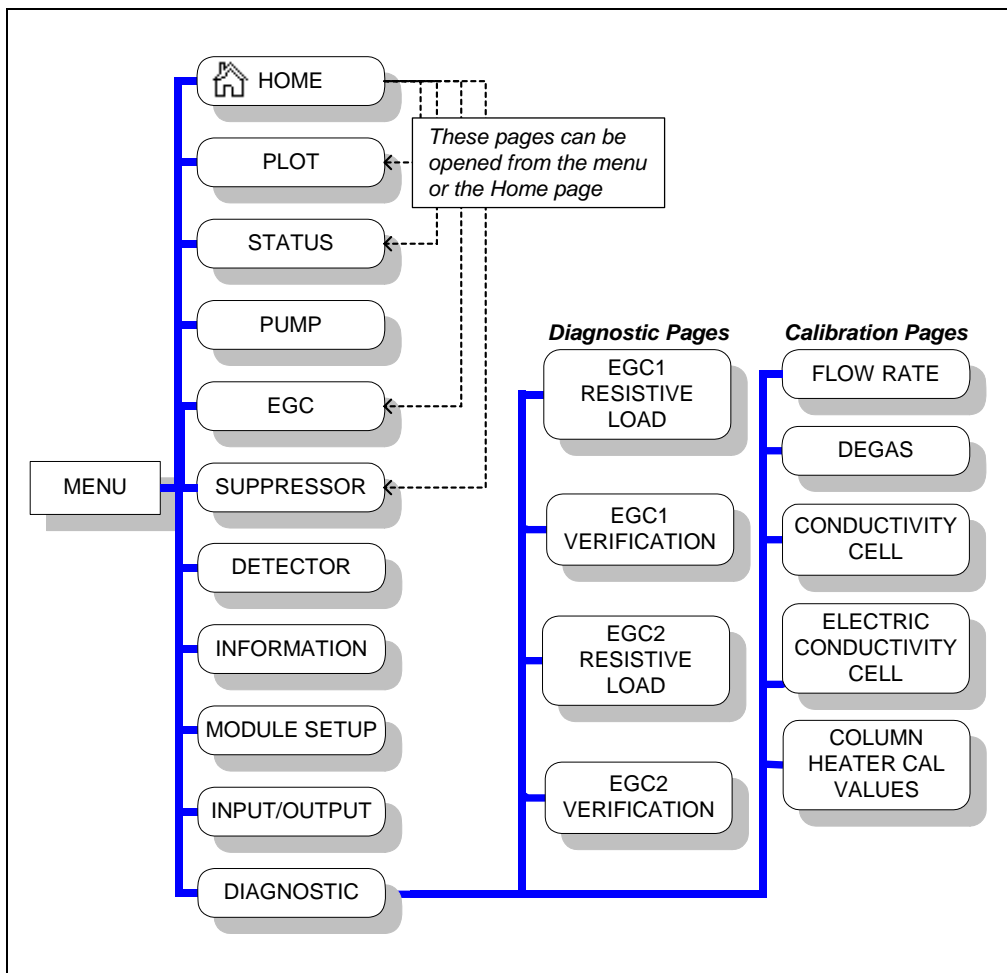 HOME
These pages can be
opened from the menu
or the Home page
PLOT
STATUS
PUMP
EGC
MENU
SUPPRESSOR
DETECTOR
INFORMATION
MODULE SETUP
INPUT/OUTPUT
DIAGNOSTIC
Diagnostic Pages
EGC1
RESISTIVE
LOAD
EGC1
VERIFICATION
EGC2
RESISTIVE
LOAD
EGC2
VERIFICATION
Calibration Pages
FLOW RATE
DEGAS
CONDUCTIVITY
CELL
ELECTRIC
CONDUCTIVITY
CELL
COLUMN
HEATER CAL
VALUES